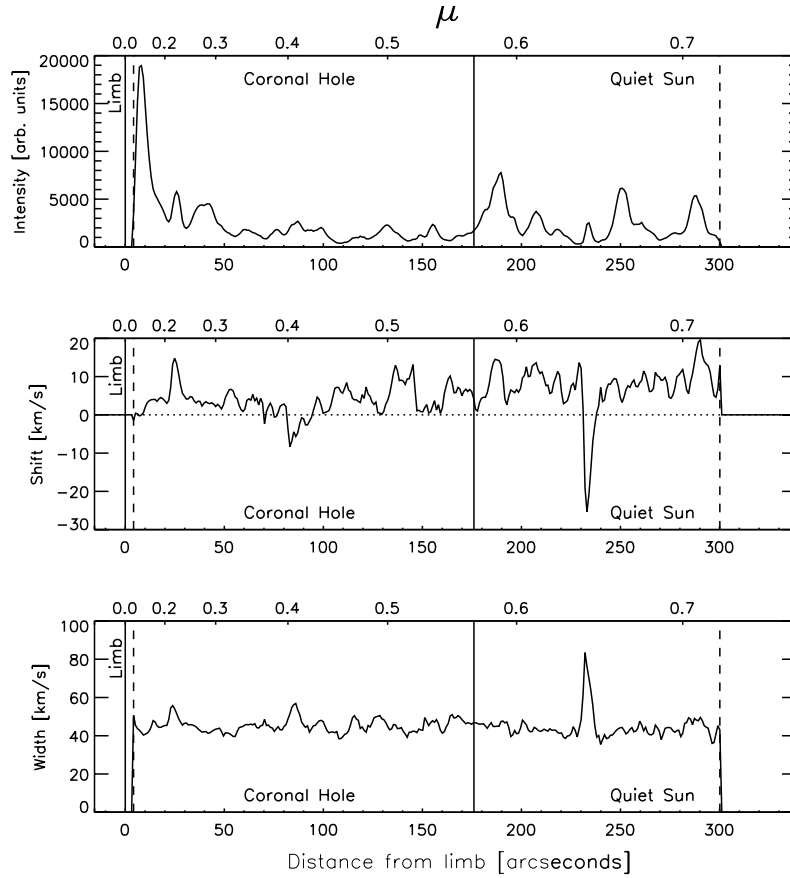 μ
0.0 0.2 0.3 0.4 0.5 0.6 0.7
20000
15000
10000
5000
0
Intensity [arb. units]
Limb
Coronal Hole
Quiet Sun
0 50 100 150 200 250 300
0.0 0.2 0.3 0.4 0.5 0.6 0.7
20
10
0
-10
-20
-30
Shift [km/s]
Limb
Coronal Hole
Quiet Sun
0 50 100 150 200 250 300
0.0 0.2 0.3 0.4 0.5 0.6 0.7
100
80
60
40
20
0
Width [km/s]
Limb
Coronal Hole
Quiet Sun
0 50 100 150 200 250 300
Distance from limb [arcseconds]